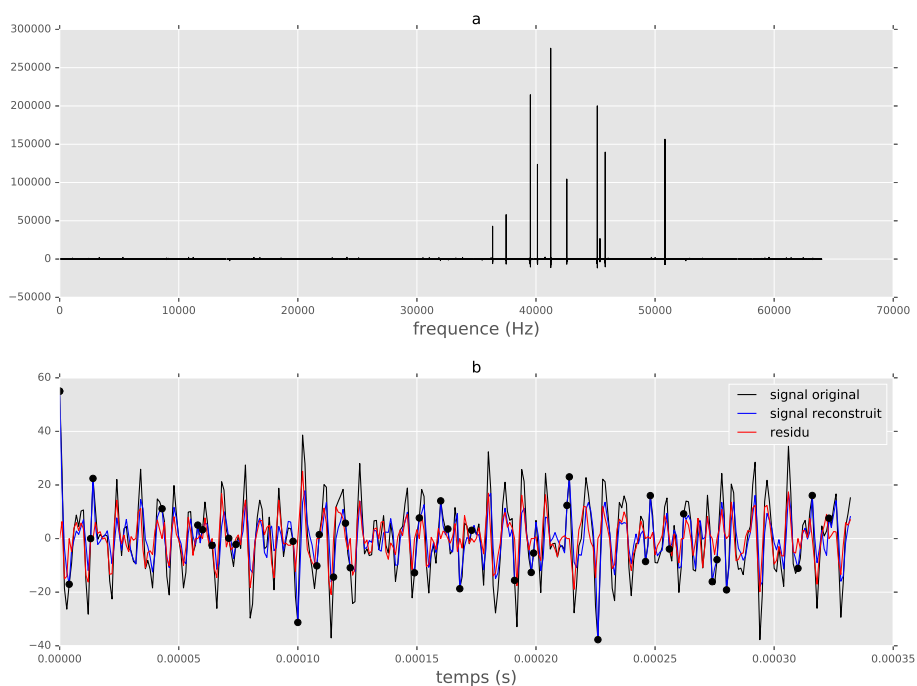 a
300000
250000
200000
150000
100000
50000
0
−50000
0 10000 20000 30000 40000 50000 60000 70000
frequence (Hz)
b
60
40
20
0
−20
−40
signal original
signal reconstruit
residu
0.00000 0.00005 0.00010 0.00015 0.00020 0.00025 0.00030 0.00035
temps (s)